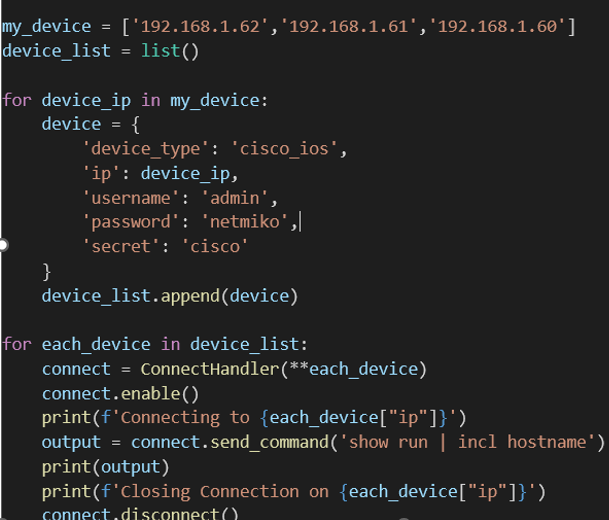 my_device = ['192.168.1.62','192.168.1.61','192.168.1.60']
device_list = list()
for device_ip in my_device:
    device = {
        'device_type': 'cisco_ios',
        'ip': device_ip,
        'username': 'admin',
        'password': 'netmiko',
        'secret': 'cisco'
    }
    device_list.append(device)
for each_device in device_list:
    connect = ConnectHandler(**each_device)
    connect.enable()
    print(f'Connecting to {each_device["ip"]}')
    output = connect.send_command('show run | incl hostname')
    print(output)
    print(f'Closing Connection on {each_device["ip"]}')
    connect.disconnect()